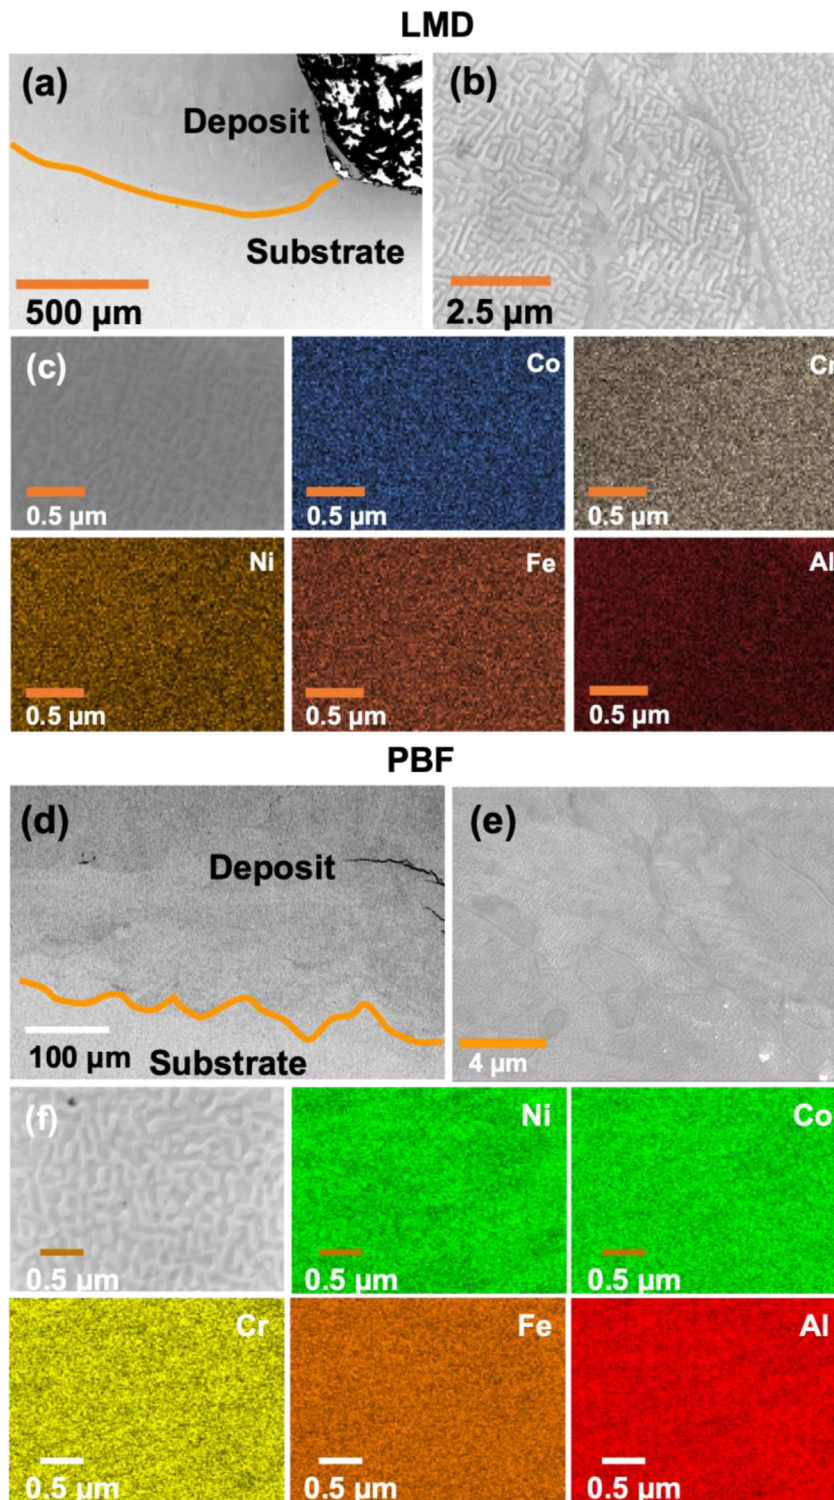 LMD
(a)
Deposit
Substrate
500 μm
(b)
2.5 μm
(c)
0.5 μm
Co
0.5 μm
Cr
0.5 μm
Ni
0.5 μm
Fe
0.5 μm
Al
0.5 μm
PBF
(d)
Deposit
100 μm
Substrate
(e)
4 μm
(f)
0.5 μm
Ni
0.5 μm
Co
0.5 μm
Cr
0.5 μm
Fe
0.5 μm
Al
0.5 μm